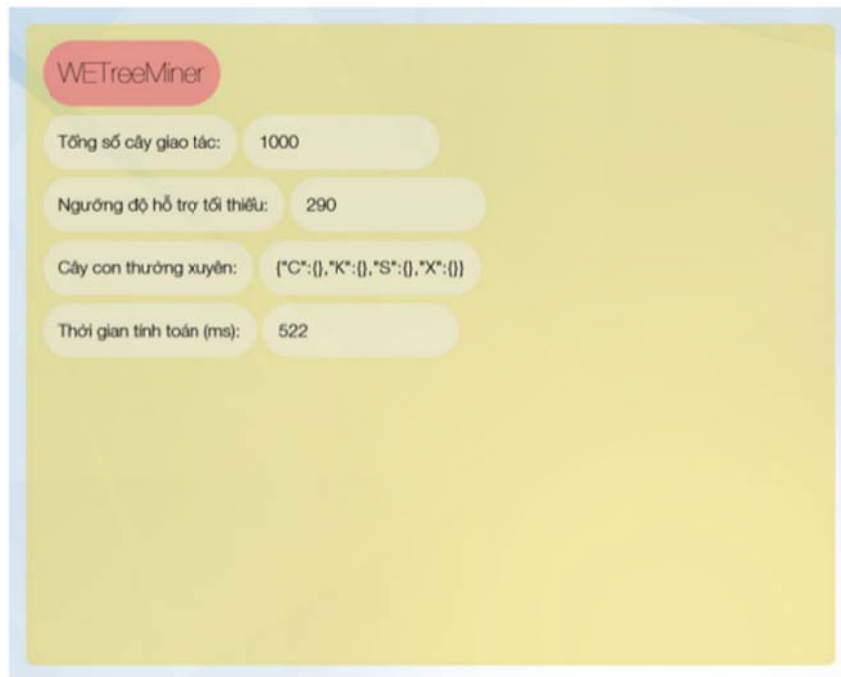 WETreeMiner
Tổng số cây giao tác: 1000
Ngưỡng độ hỗ trợ tối thiểu: 290
Cây con thường xuyên: {"C":{},"K":{},"S":{},"X":{}}
Thời gian tính toán (ms): 522